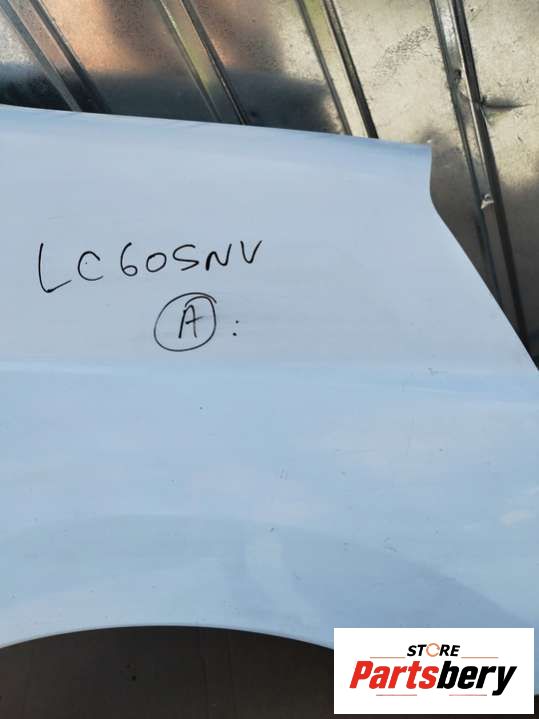 LC60SNV
A :
STORE
Partsbery